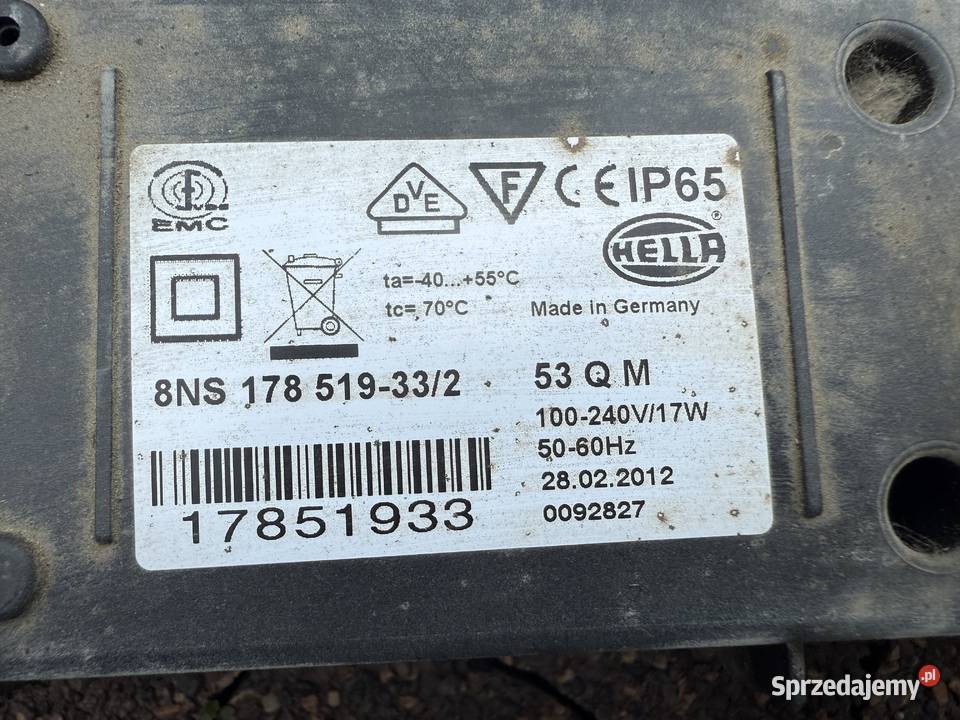 VDE
EMC
D V E
F
CE IP65
HELLA ®
ta=-40...+55°C
tc= 70°C
Made in Germany
8NS 178 519-33/2
53 Q M
100-240V/17W
50-60Hz
28.02.2012
0092827
17851933
Sprzedajemy.pl